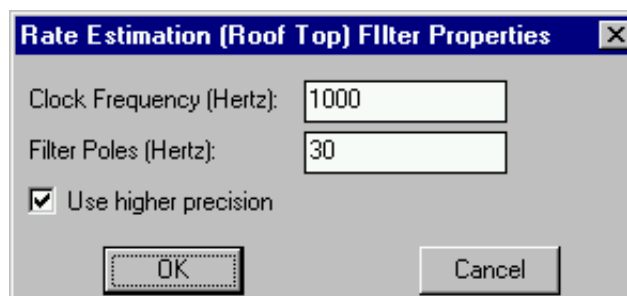 Rate Estimation (Roof Top) FIlter Properties
Clock Frequency (Hertz): 1000
Filter Poles (Hertz): 30
Use higher precision
OK Cancel